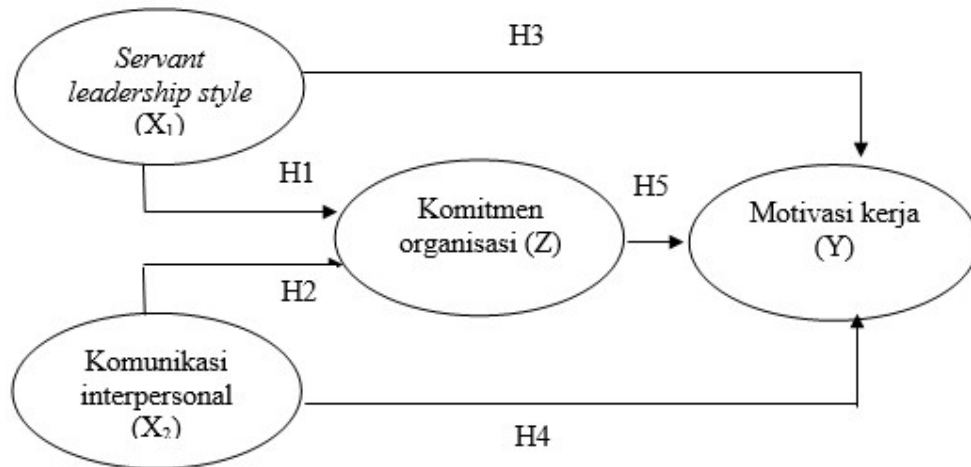 H3
Servant
leadership style
(X₁)
H1
Komitmen
organisasi (Z)
H5
Motivasi kerja
(Y)
H2
Komunikasi
interpersonal
(X₂)
H4